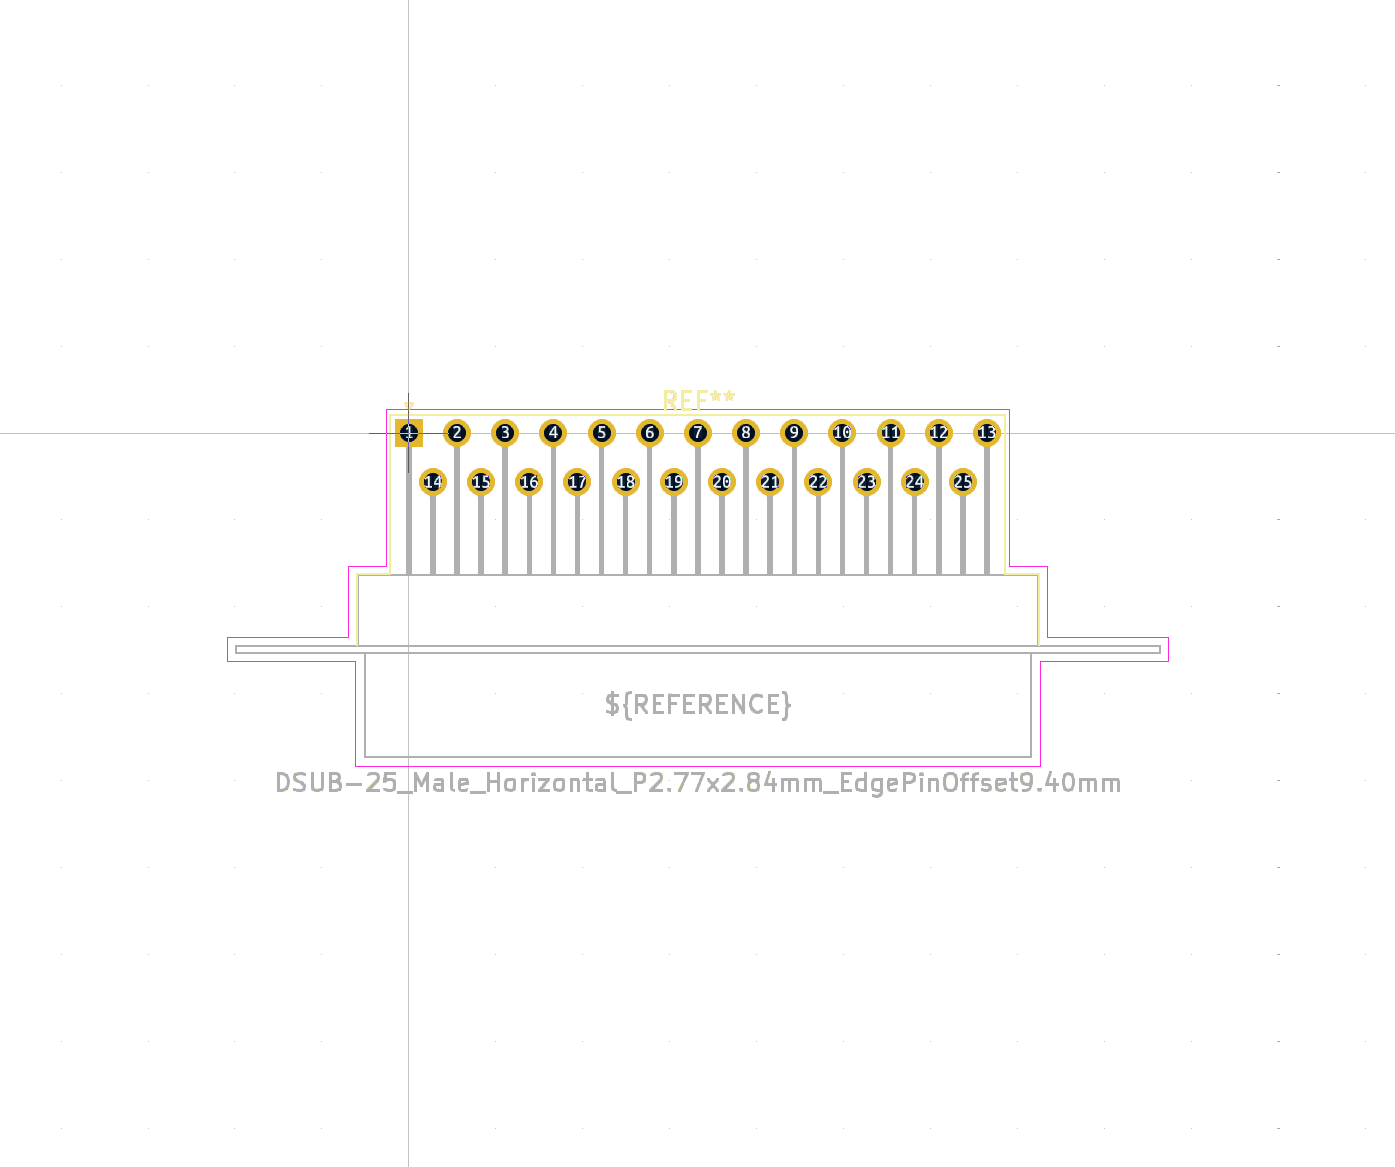 REF**
1 2 3 4 5 6 7 8 9 10 11 12 13
14 15 16 17 18 19 20 21 22 23 24 25
${REFERENCE}
DSUB-25_Male_Horizontal_P2.77x2.84mm_EdgePinOffset9.40mm